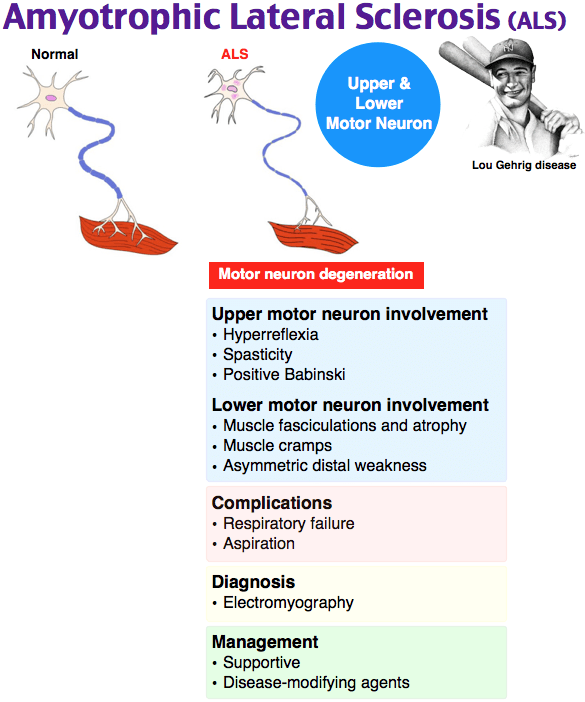 Amyotrophic Lateral Sclerosis (ALS)
Normal
ALS
Upper &
Lower
Motor Neuron
NY
Lou Gehrig disease
Motor neuron degeneration
Upper motor neuron involvement
• Hyperreflexia
• Spasticity
• Positive Babinski
Lower motor neuron involvement
• Muscle fasciculations and atrophy
• Muscle cramps
• Asymmetric distal weakness
Complications
• Respiratory failure
• Aspiration
Diagnosis
• Electromyography
Management
• Supportive
• Disease-modifying agents